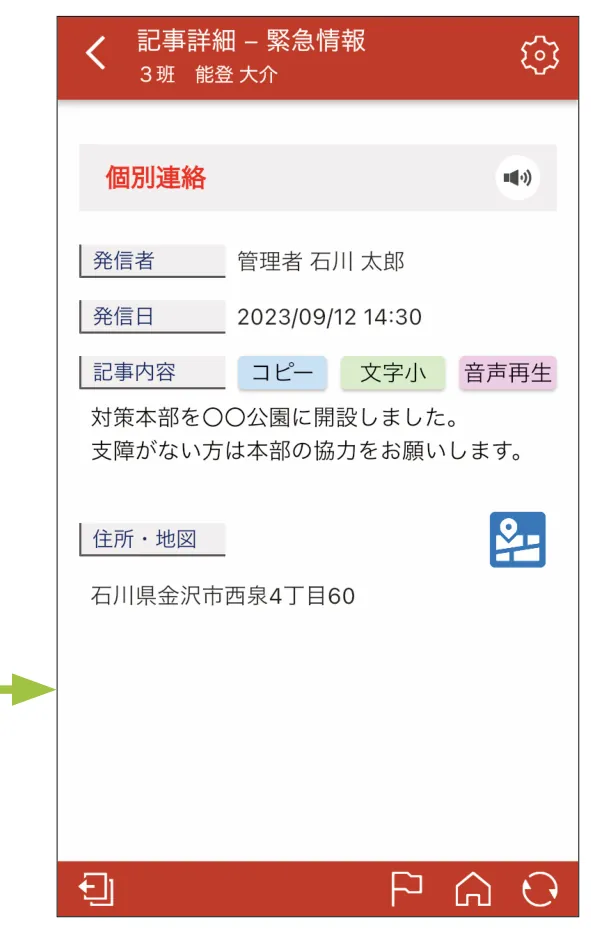 記事詳細 – 緊急情報
３班　能登 大介
個別連絡
発信者 管理者 石川 太郎
発信日 2023/09/12 14:30
記事内容 コピー 文字小 音声再生
対策本部を〇〇公園に開設しました。
支障がない方は本部の協力をお願いします。
住所・地図
石川県金沢市西泉4丁目60